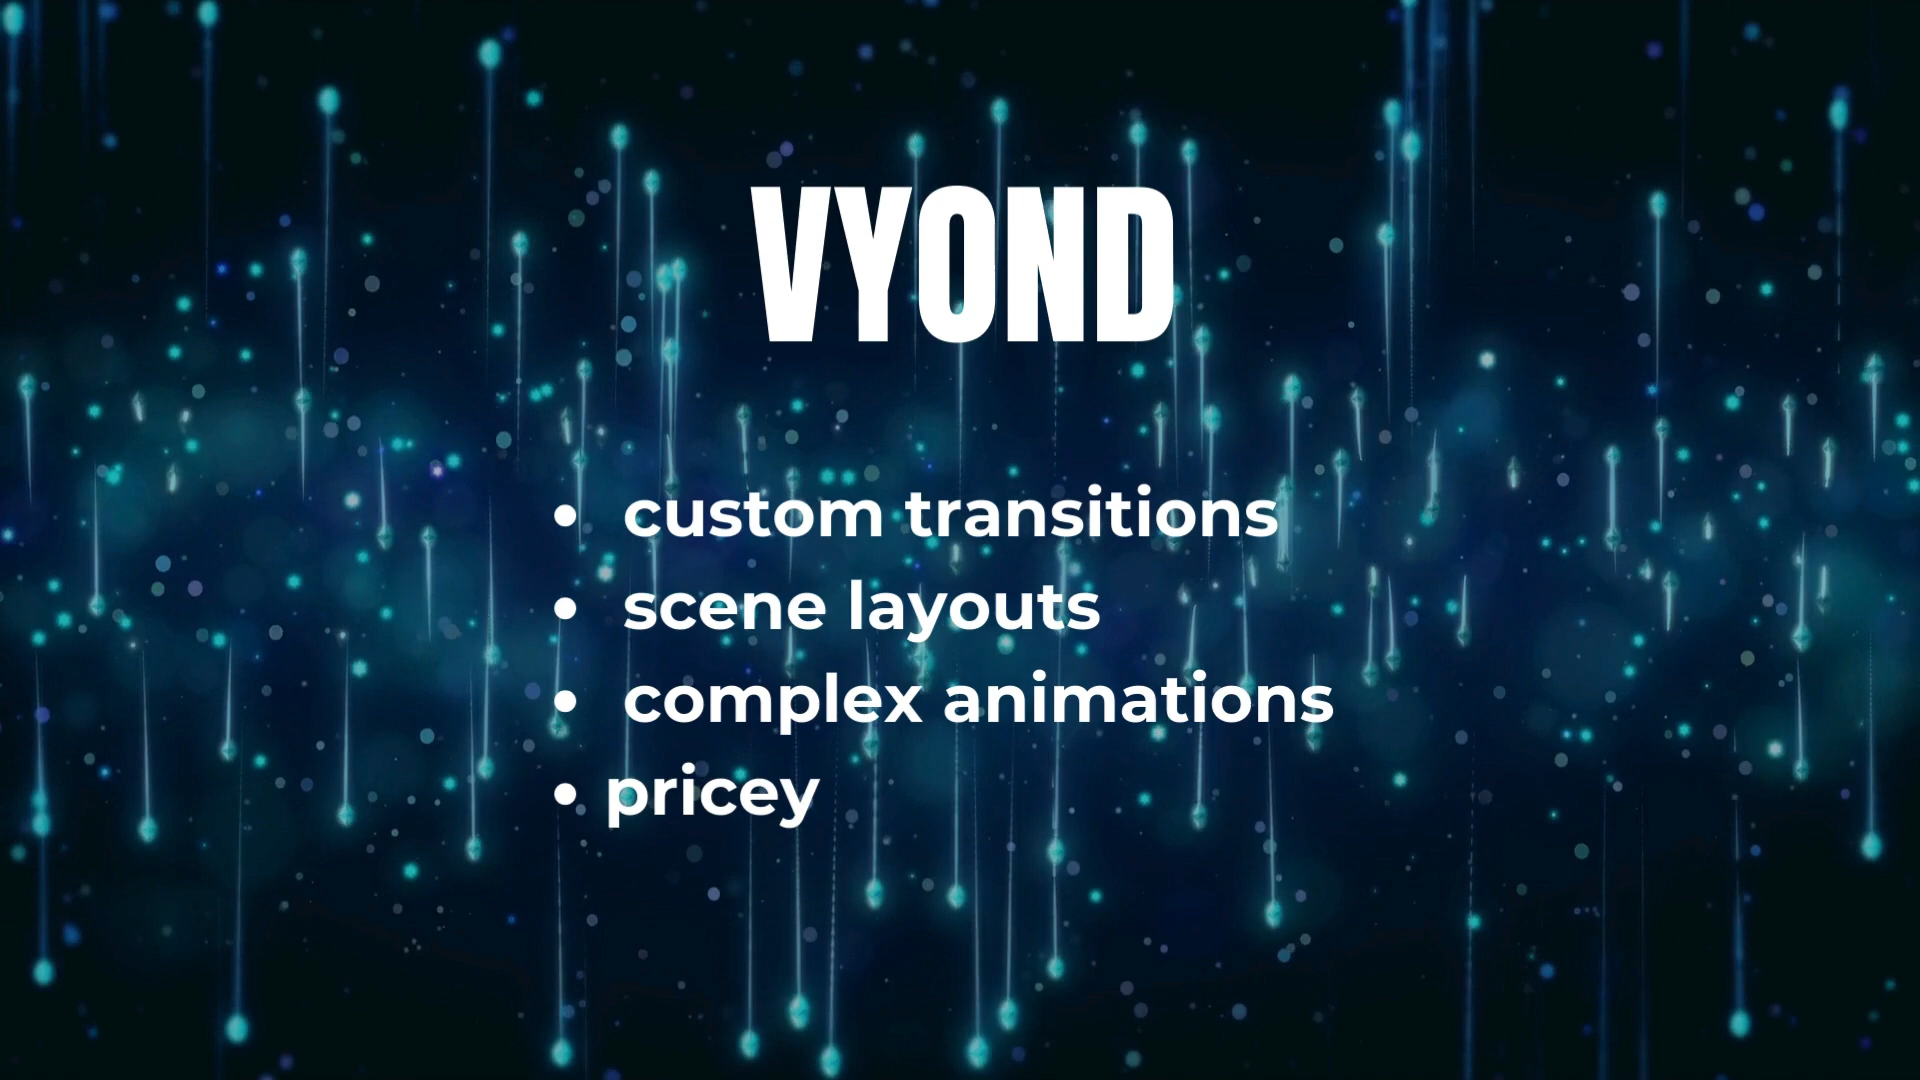 VYOND
• custom transitions
• scene layouts
• complex animations
• pricey